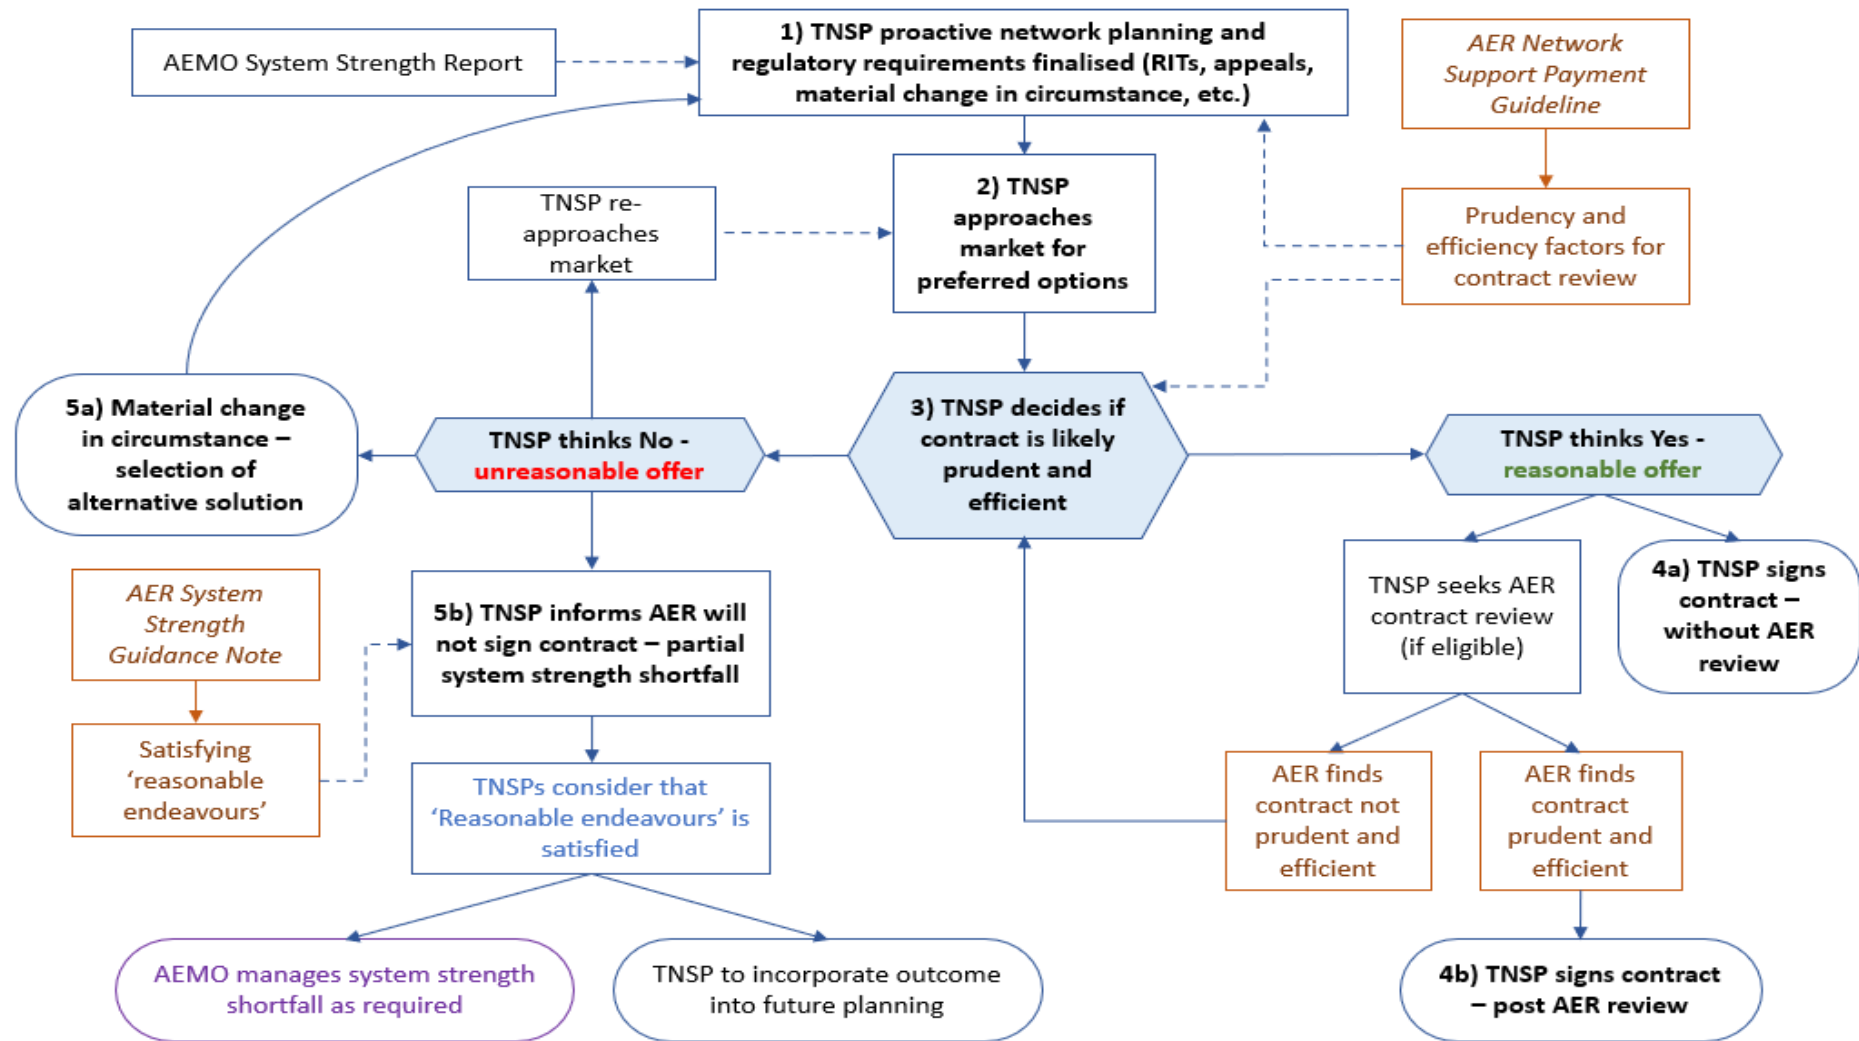 AEMO System Strength Report
1) TNSP proactive network planning and
regulatory requirements finalised (RITs, appeals,
material change in circumstance, etc.)
AER Network
Support Payment
Guideline
TNSP re-
approaches
market
2) TNSP
approaches
market for
preferred options
Prudency and
efficiency factors for
contract review
5a) Material change
in circumstance –
selection of
alternative solution
TNSP thinks No -
unreasonable offer
3) TNSP decides if
contract is likely
prudent and
efficient
TNSP thinks Yes -
reasonable offer
AER System
Strength
Guidance Note
5b) TNSP informs AER will
not sign contract – partial
system strength shortfall
TNSP seeks AER
contract review
(if eligible)
4a) TNSP signs
contract –
without AER
review
Satisfying
‘reasonable
endeavours’
TNSPs consider that
‘Reasonable endeavours’ is
satisfied
AER finds
contract not
prudent and
efficient
AER finds
contract
prudent and
efficient
AEMO manages system strength
shortfall as required
TNSP to incorporate outcome
into future planning
4b) TNSP signs contract
– post AER review